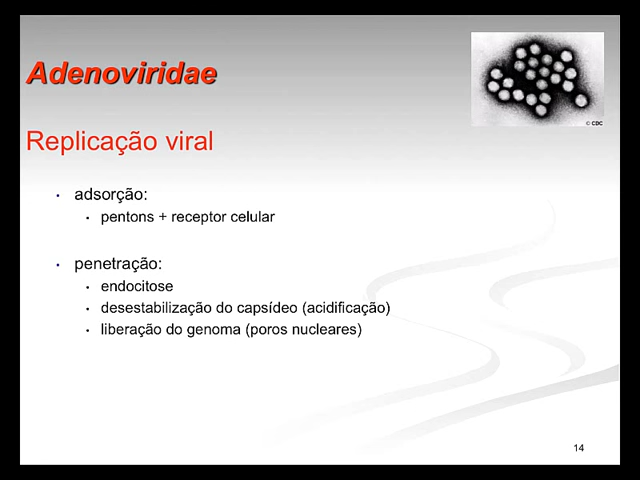 Adenoviridae
© CDC
Replicação viral
• adsorção:
• pentons + receptor celular
• penetração:
• endocitose
• desestabilização do capsídeo (acidificação)
• liberação do genoma (poros nucleares)
14